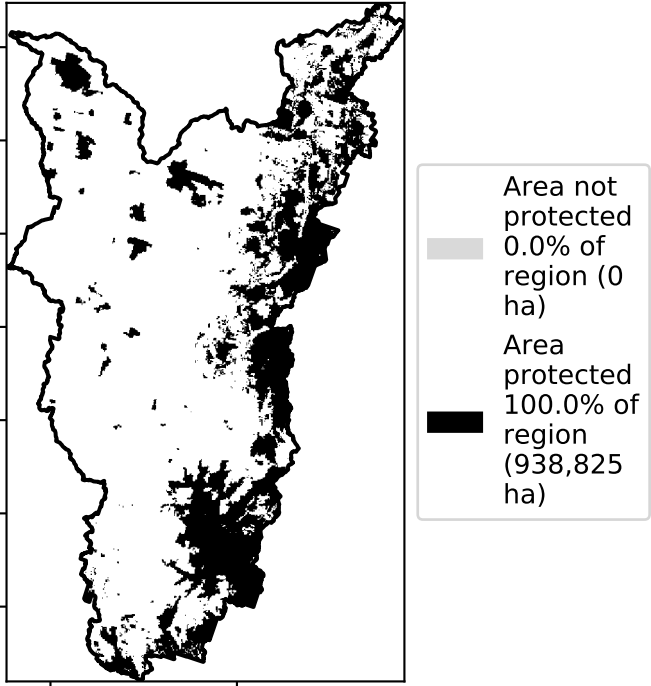 Area not
protected
0.0% of
region (0
ha)
Area
protected
100.0% of
region
(938,825
ha)